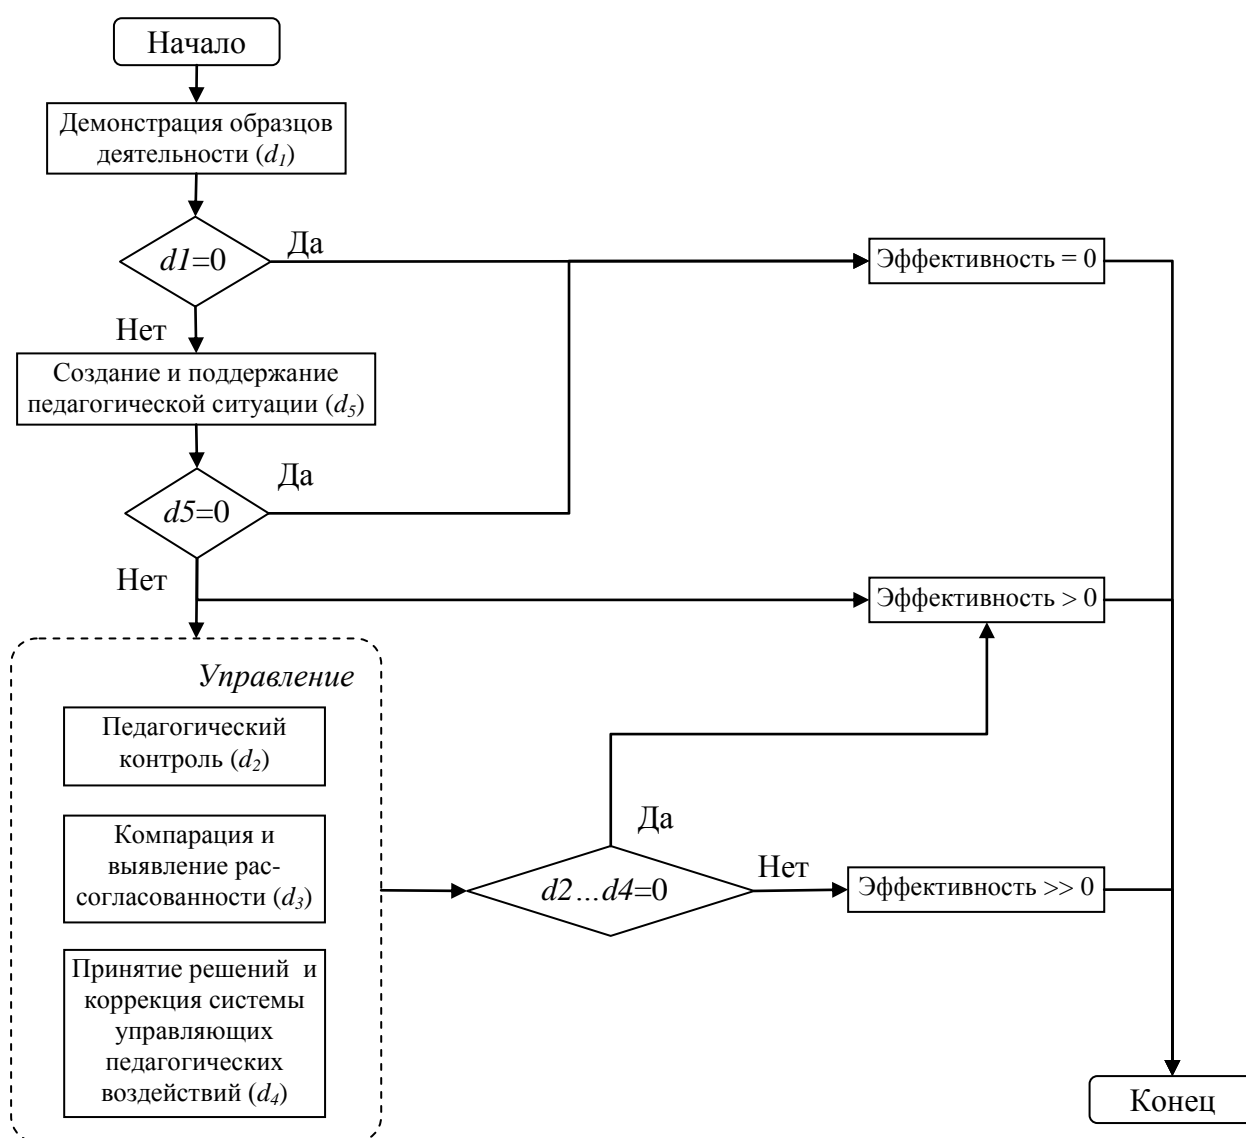 Начало
Демонстрация образцов
деятельности (d1)
d1=0
Да
Эффективность = 0
Нет
Создание и поддержание
педагогической ситуации (d5)
Да
d5=0
Нет
Эффективность > 0
Управление
Педагогический
контроль (d2)
Компарация и
выявление рас-
согласованности (d3)
Да
d2...d4=0
Нет
Эффективность >> 0
Принятие решений и
коррекция системы
управляющих
педагогических
воздействий (d4)
Конец